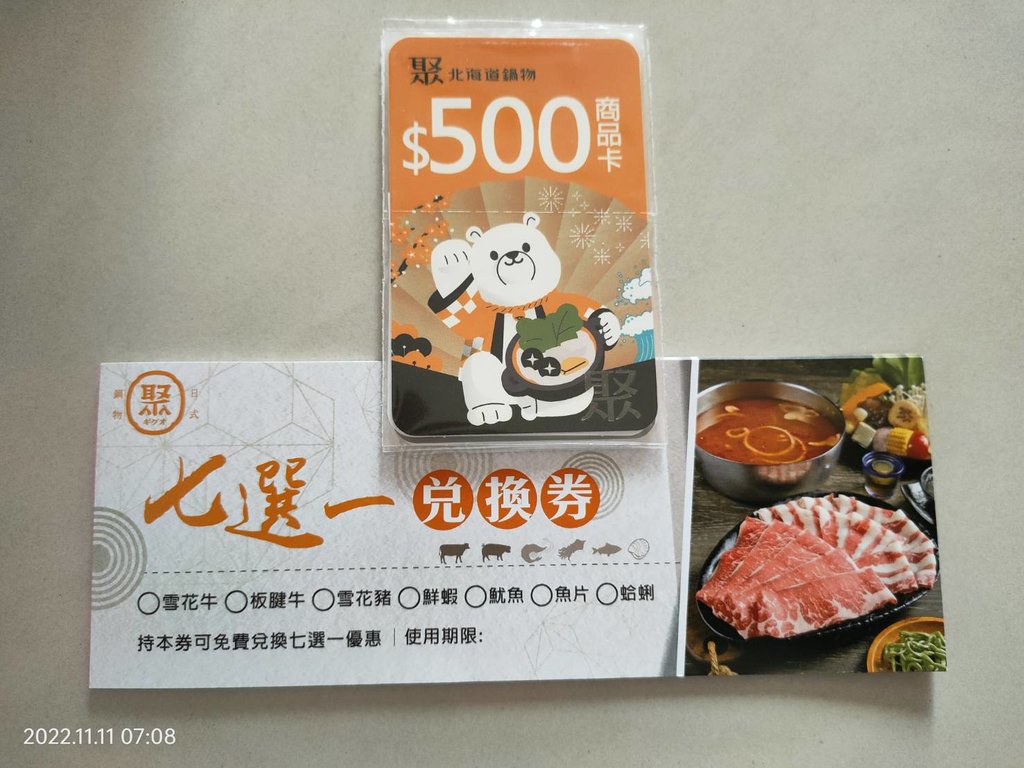 聚 北海道鍋物
$500 商品卡
聚
鍋物
聚
日式
七選一 兌換券
雪花牛 板腱牛 雪花豬 鮮蝦 魷魚 魚片 蛤蜊
持本券可免費兌換七選一優惠｜使用期限:
2022.11.11 07:08